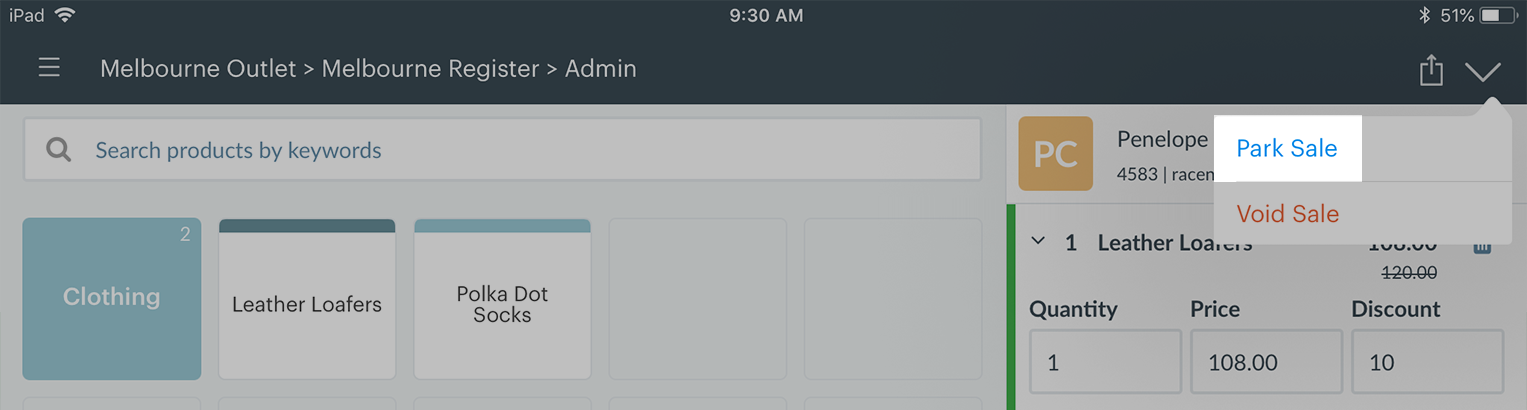 iPad 9:30 AM 51%
Melbourne Outlet > Melbourne Register > Admin
Search products by keywords
2
Clothing
Leather Loafers
Polka Dot
Socks
PC
Penelope
4583 | racen
Park Sale
Void Sale
1 Leather Loafers 108.00
120.00
Quantity Price Discount
1 108.00 10